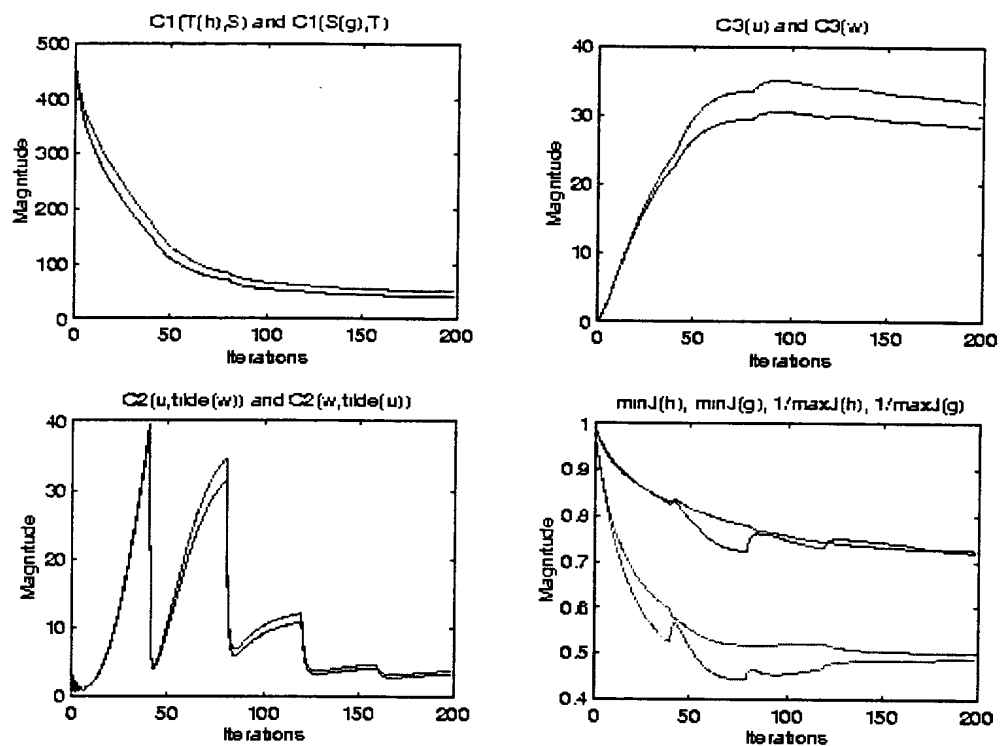 C1(T(h),S) and C1(S(g),T)
500
400
300
200
100
0
Magnitude
0 50 100 150 200
Iterations
C3(u) and C3(w)
40
30
20
10
0
Magnitude
0 50 100 150 200
Iterations
C2(u,tilde(w)) and C2(w,tilde(u))
40
30
20
10
0
Magnitude
0 50 100 150 200
Iterations
minJ(h), minJ(g), 1/maxJ(h), 1/maxJ(g)
1
0.9
0.8
0.7
0.6
0.5
0.4
Magnitude
0 50 100 150 200
Iterations